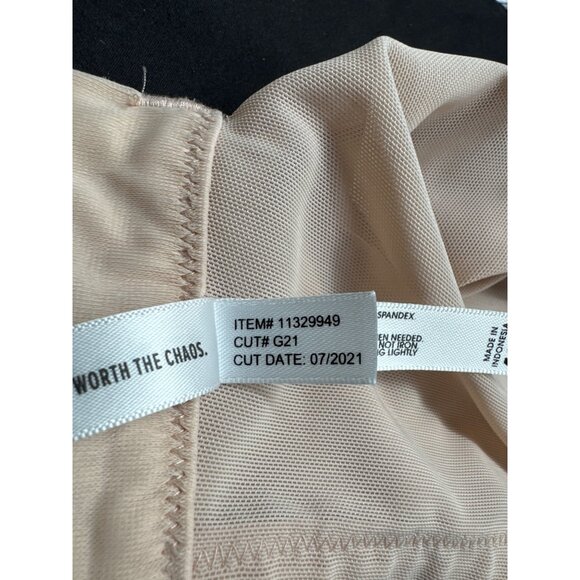 WORTH THE CHAOS.
ITEM# 11329949
CUT# G21
CUT DATE: 07/2021
SPANDEX.
EN NEEDED.
NOT IRON.
G LIGHTLY
MADE IN
INDONESIA